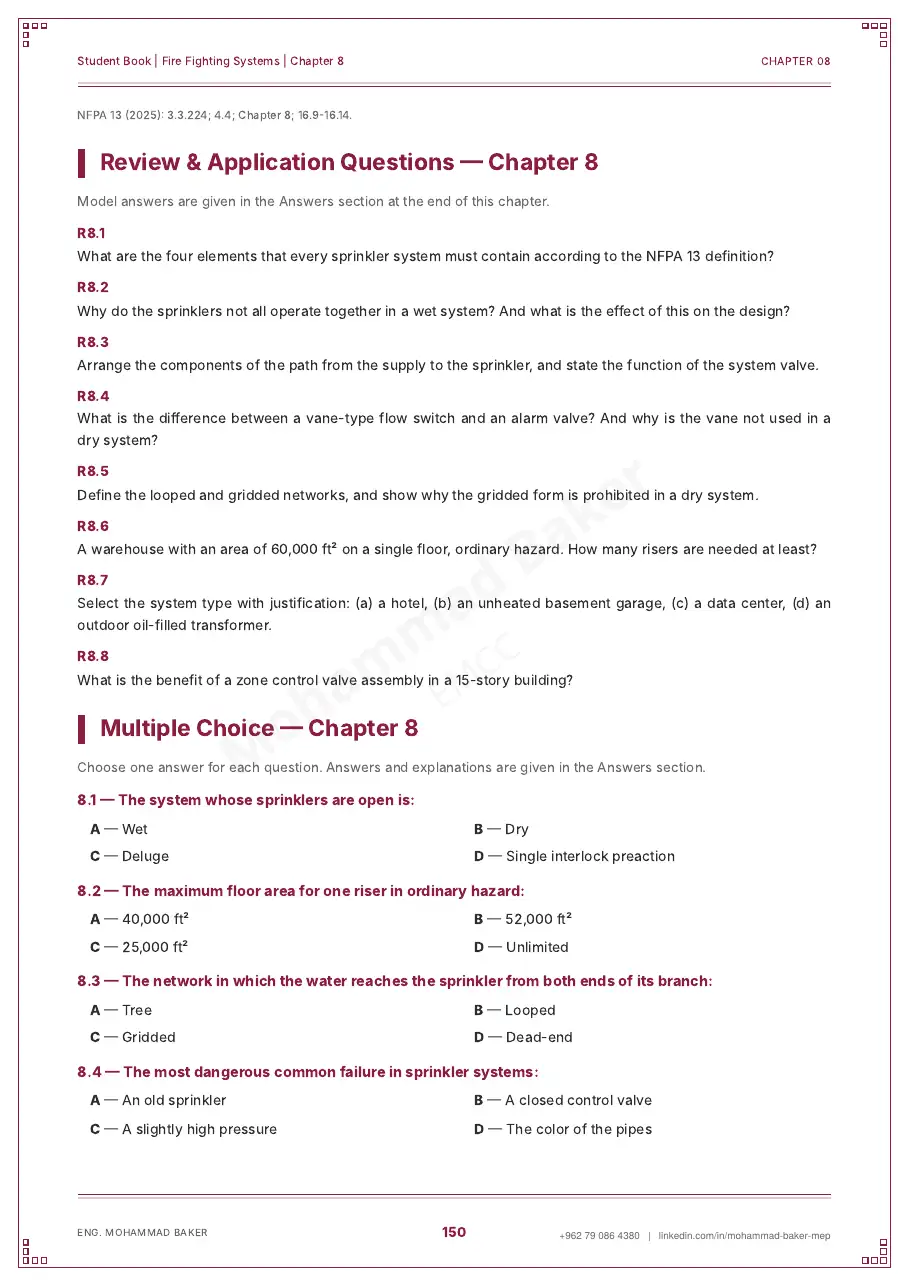 Student Book | Fire Fighting Systems | Chapter 8
CHAPTER 08
NFPA 13 (2025): 3.3.224; 4.4; Chapter 8; 16.9-16.14.
Review & Application Questions — Chapter 8
Model answers are given in the Answers section at the end of this chapter.
R8.1
What are the four elements that every sprinkler system must contain according to the NFPA 13 definition?
R8.2
Why do the sprinklers not all operate together in a wet system? And what is the effect of this on the design?
R8.3
Arrange the components of the path from the supply to the sprinkler, and state the function of the system valve.
R8.4
What is the difference between a vane-type flow switch and an alarm valve? And why is the vane not used in a
dry system?
R8.5
Define the looped and gridded networks, and show why the gridded form is prohibited in a dry system.
R8.6
A warehouse with an area of 60,000 ft² on a single floor, ordinary hazard. How many risers are needed at least?
R8.7
Select the system type with justification: (a) a hotel, (b) an unheated basement garage, (c) a data center, (d) an
outdoor oil-filled transformer.
R8.8
What is the benefit of a zone control valve assembly in a 15-story building?
Mohammad Baker
EMCC
Multiple Choice — Chapter 8
Choose one answer for each question. Answers and explanations are given in the Answers section.
8.1 — The system whose sprinklers are open is:
A — Wet
B — Dry
C — Deluge
D — Single interlock preaction
8.2 — The maximum floor area for one riser in ordinary hazard:
A — 40,000 ft²
B — 52,000 ft²
C — 25,000 ft²
D — Unlimited
8.3 — The network in which the water reaches the sprinkler from both ends of its branch:
A — Tree
B — Looped
C — Gridded
D — Dead-end
8.4 — The most dangerous common failure in sprinkler systems:
A — An old sprinkler
B — A closed control valve
C — A slightly high pressure
D — The color of the pipes
ENG. MOHAMMAD BAKER
150
+962 79 086 4380 | linkedin.com/in/mohammad-baker-mep